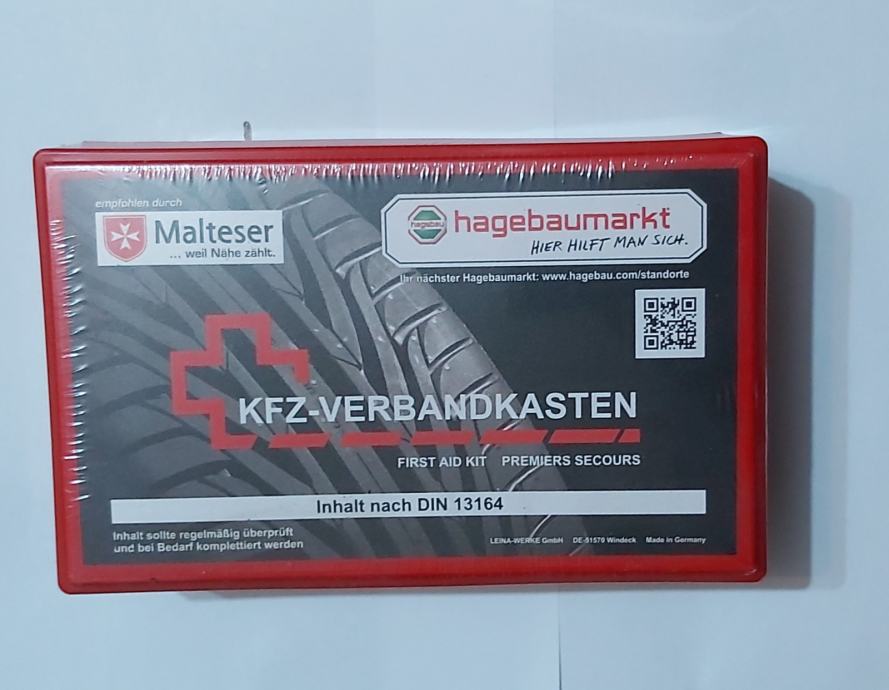 empfohlen durch
Malteser
... weil Nähe zählt.
hagebau
hagebaumarkt
HIER HILFT MAN SICH.
Ihr nächster Hagebaumarkt: www.hagebau.com/standorte
KFZ-VERBANDKASTEN
FIRST AID KIT PREMIERS SECOURS
Inhalt nach DIN 13164
Inhalt sollte regelmäßig überprüft
und bei Bedarf komplettiert werden
LEINA-WERKE GmbH DE-51570 Windeck Made in Germany